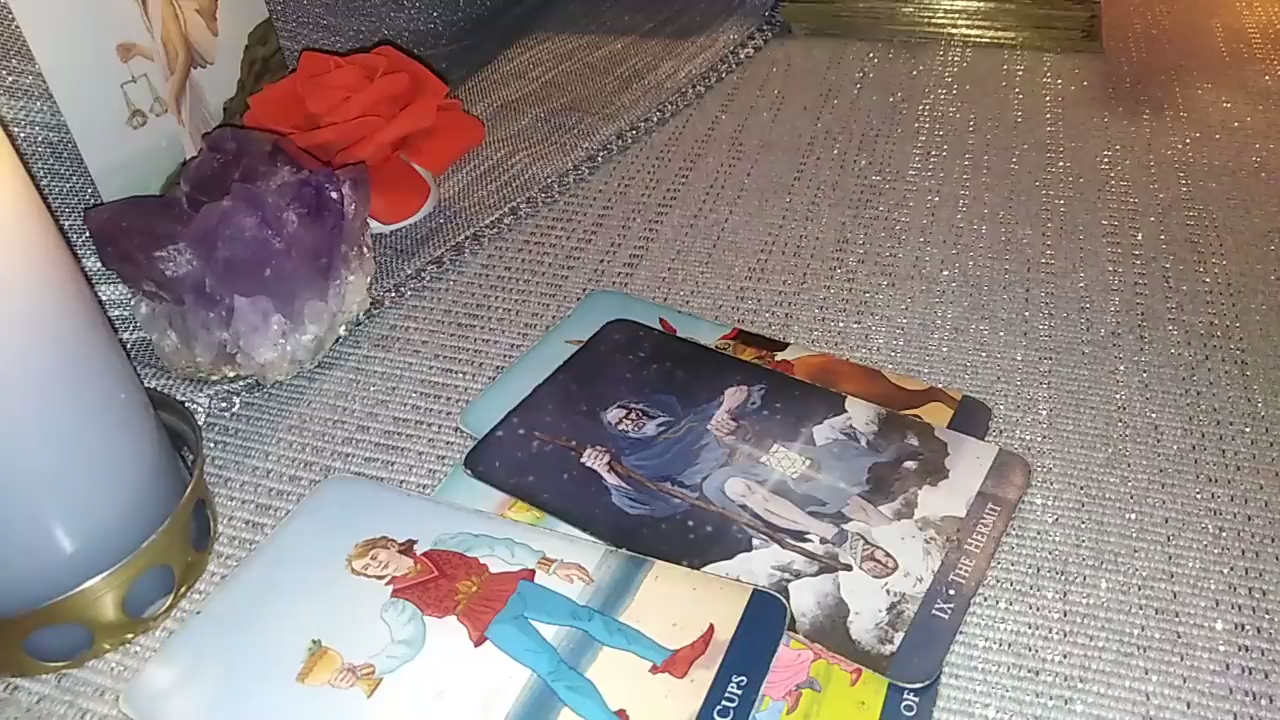 IX • THE HERMIT
CUPS
OF